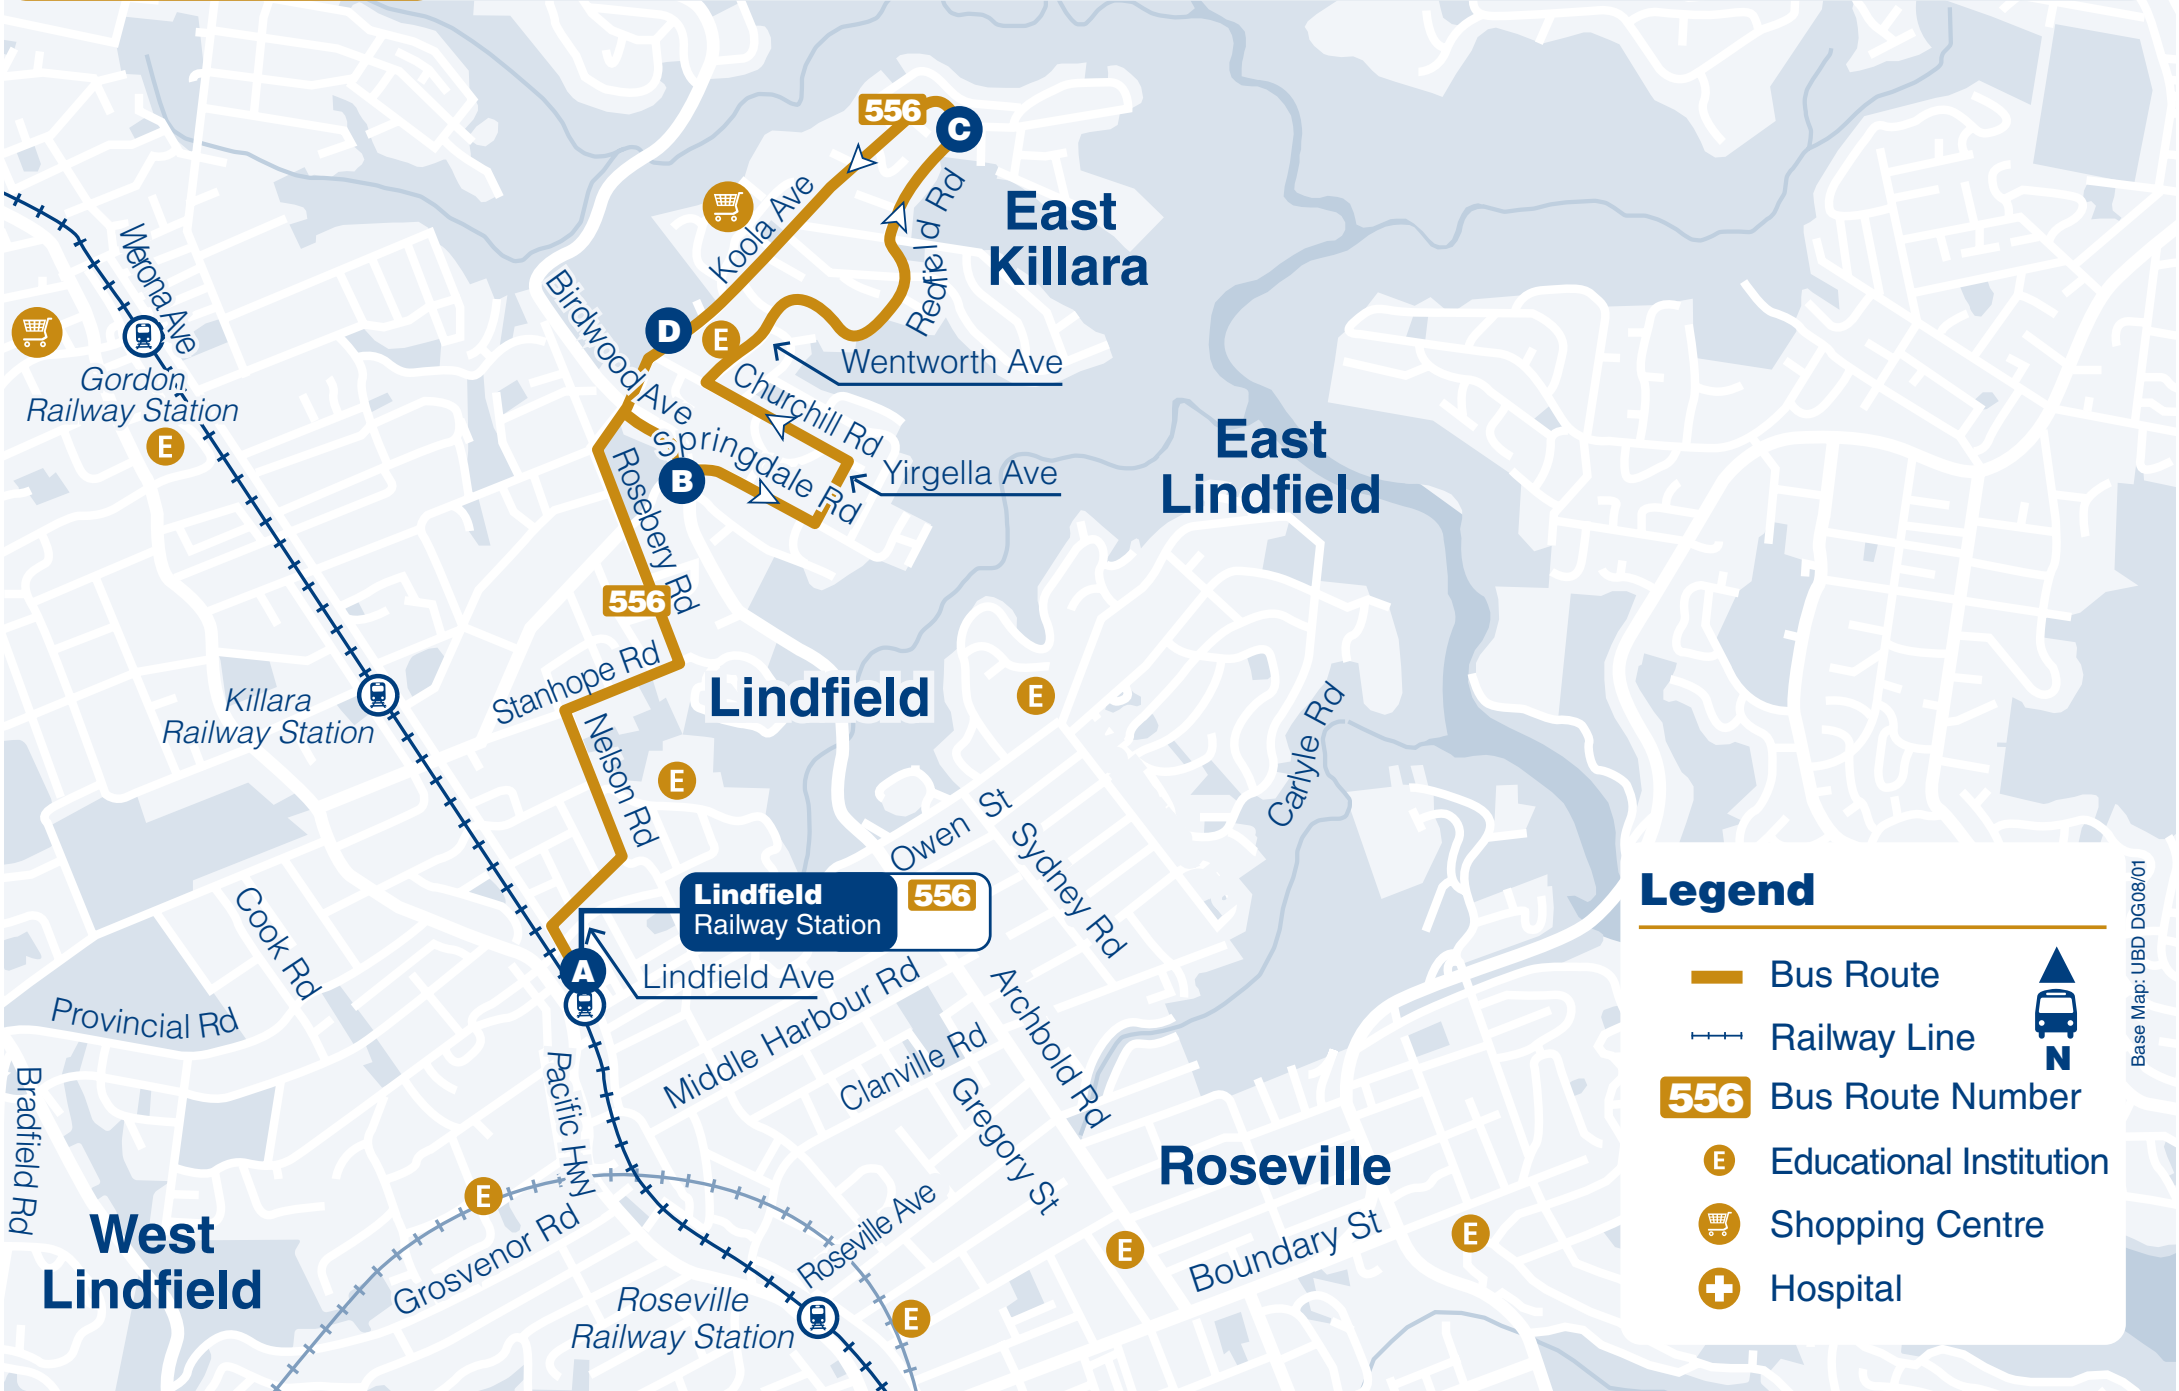 556
C
East
Killara
Koola Ave
Redfield Rd
Werona Ave
Birdwood Ave
D
E
Wentworth Ave
Gordon
Railway Station
E
Churchill Rd
Springdale Rd
B
Yirgella Ave
East
Lindfield
Rosebery Rd
556
Stanhope Rd
Killara
Railway Station
Lindfield
E
Nelson Rd
E
Carlyle Rd
Owen St
Sydney Rd
Lindfield
Railway Station
556
A
Lindfield Ave
Cook Rd
Provincial Rd
Middle Harbour Rd
Archbold Rd
Clanville Rd
Gregory St
Bradfield Rd
Pacific Hwy
Roseville
E
West
Lindfield
Grosvenor Rd
Roseville Ave
Roseville
Railway Station
E
E
Boundary St
E
Legend
Bus Route
Railway Line
N
556 Bus Route Number
E Educational Institution
Shopping Centre
Hospital
Base Map: UBD DG08/01